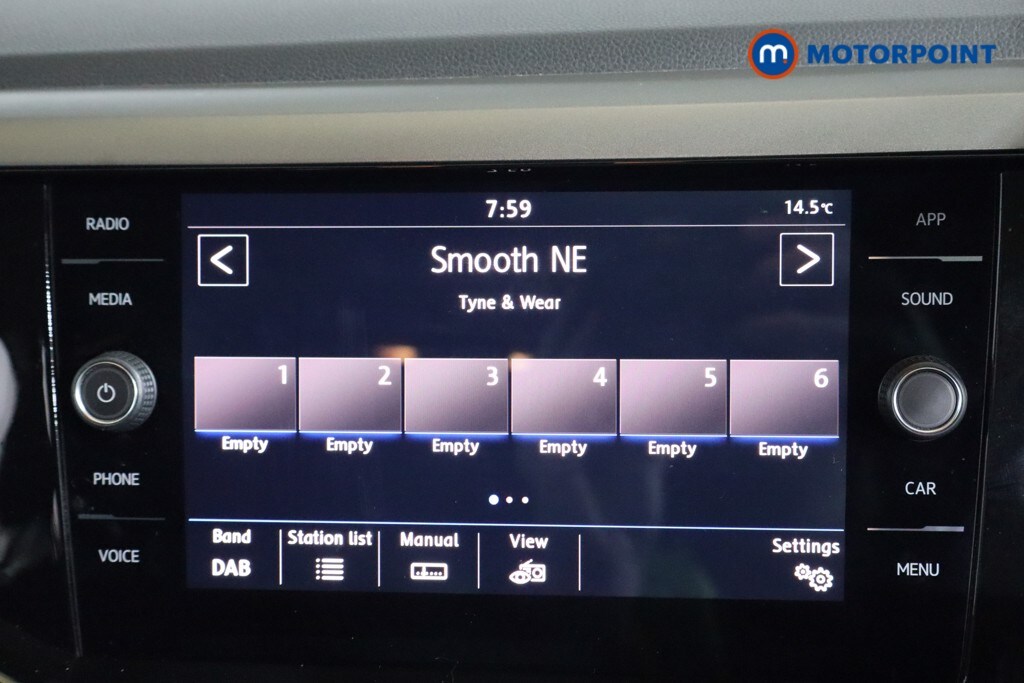 m MOTORPOINT
7:59 14.5°C
RADIO APP
< Smooth NE >
MEDIA Tyne & Wear SOUND
1 2 3 4 5 6
Empty Empty Empty Empty Empty Empty
PHONE CAR
Band Station list Manual View Settings
VOICE DAB MENU